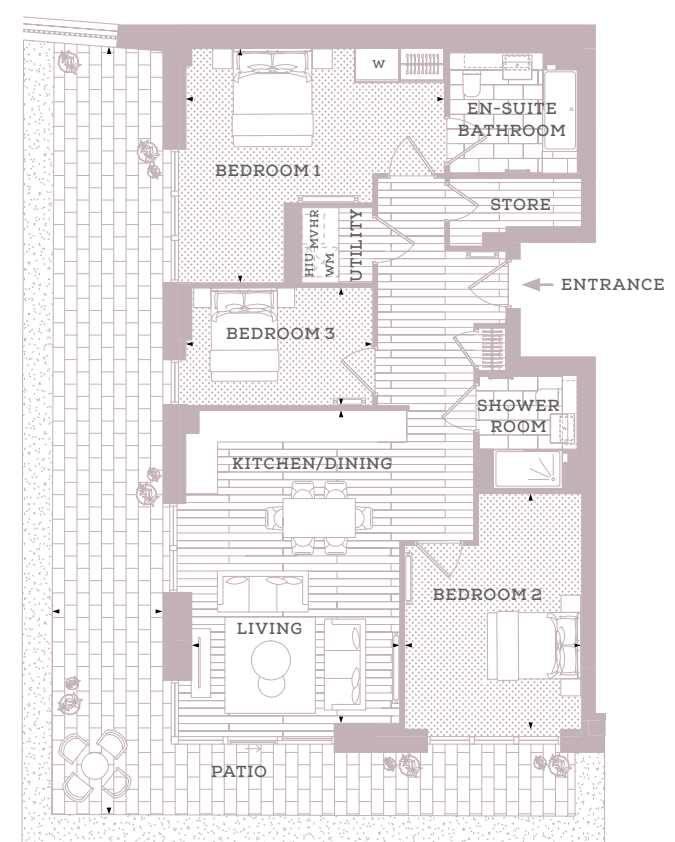 W
EN-SUITE
BATHROOM
BEDROOM 1
STORE
HIU
MVHR
WM
UTILITY
ENTRANCE
BEDROOM 3
SHOWER
ROOM
KITCHEN/DINING
BEDROOM 2
LIVING
PATIO